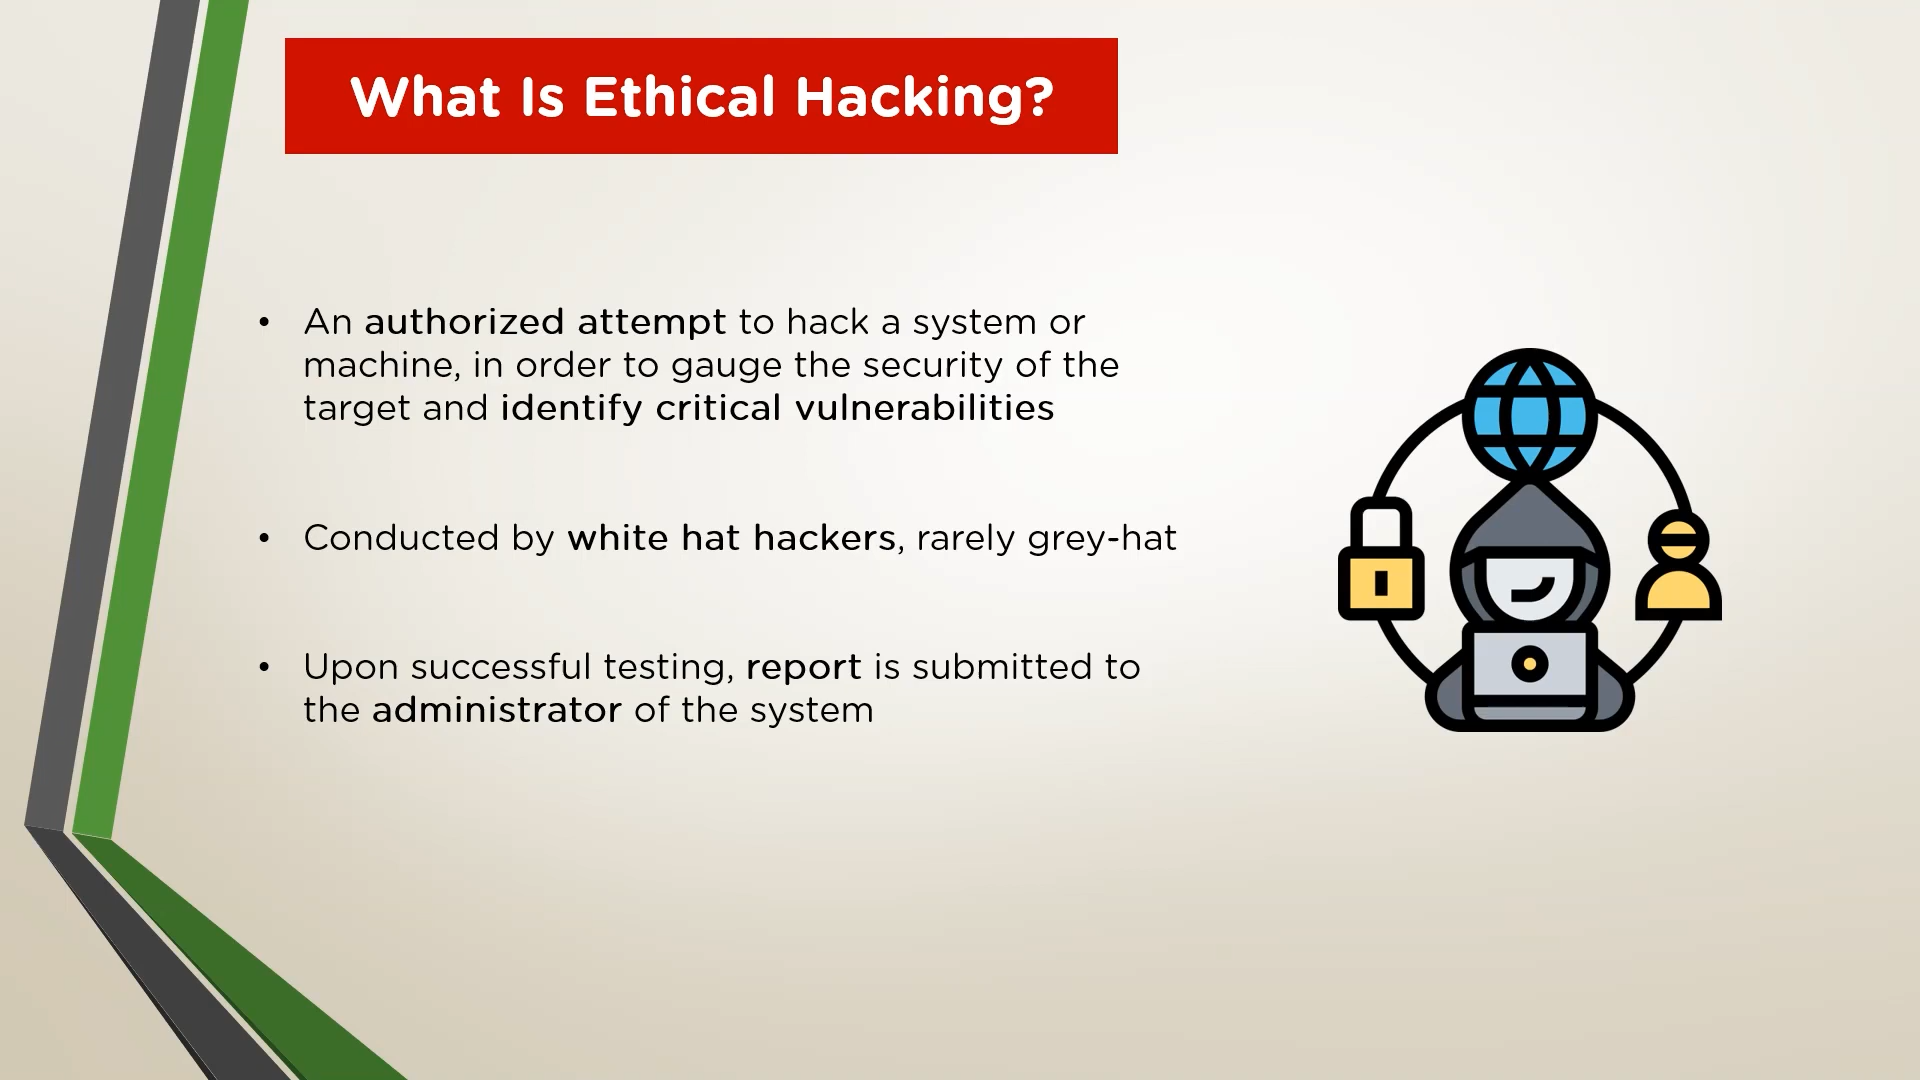 What Is Ethical Hacking?
• An authorized attempt to hack a system or
machine, in order to gauge the security of the
target and identify critical vulnerabilities
• Conducted by white hat hackers, rarely grey-hat
• Upon successful testing, report is submitted to
the administrator of the system